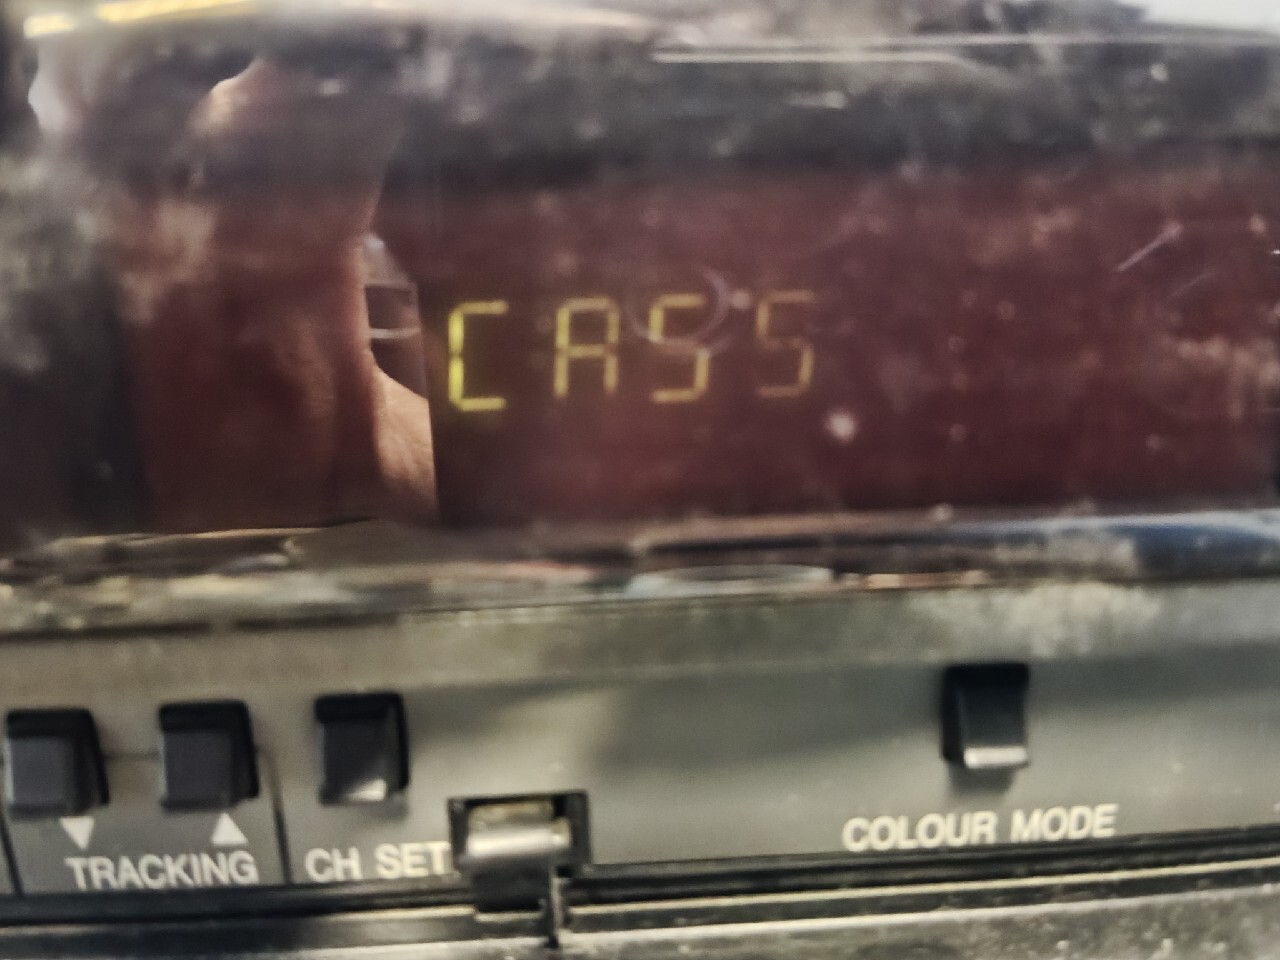 CASS
TRACKING
CH SET
COLOUR MODE